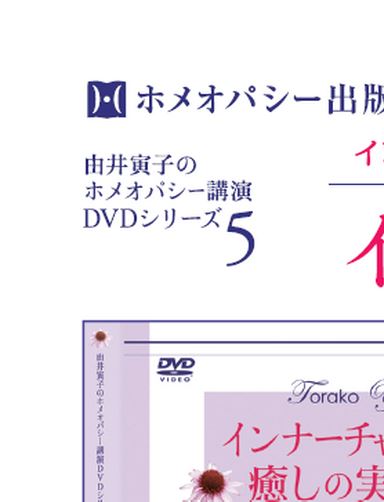 ホメオパシー出版
イ
由井寅子の
ホメオパシー講演
DVDシリーズ5
由井寅子のホメオパシー講演DVDシ
DVD
VIDEO
Torako
インナーチャ
癒しの実